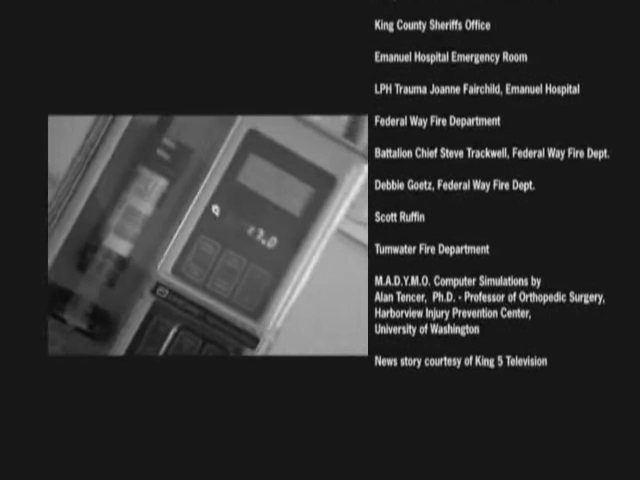 King County Sheriffs Office
Emanuel Hospital Emergency Room
LPH Trauma Joanne Fairchild, Emanuel Hospital
Federal Way Fire Department
Battalion Chief Steve Trackwell, Federal Way Fire Dept.
Debbie Goetz, Federal Way Fire Dept.
Scott Ruffin
Tumwater Fire Department
M.A.D.Y.M.O. Computer Simulations by
Alan Tencer, Ph.D. - Professor of Orthopedic Surgery,
Harborview Injury Prevention Center,
University of Washington
News story courtesy of King 5 Television